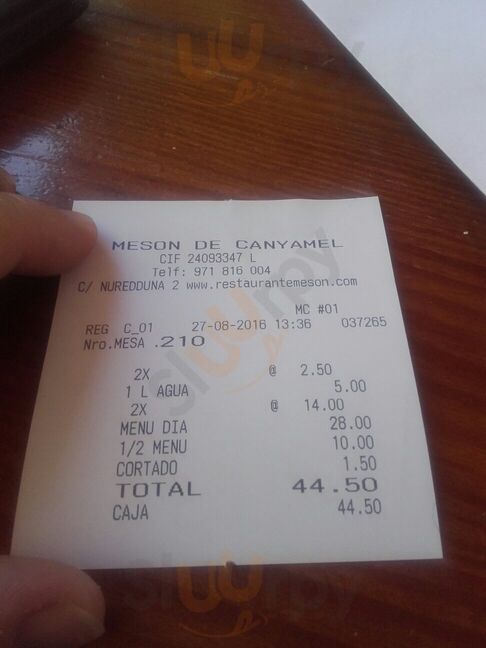 MESON DE CANYAMEL
CIF 24093347 L
Telf: 971 816 004
C/ NUREDDUNA 2 www.restaurantemeson.com
MC #01
REG C_01 27-08-2016 13:36 037265
Nro.MESA .210
2X @ 2.50
1 L AGUA 5.00
2X @ 14.00
MENU DIA 28.00
1/2 MENU 10.00
CORTADO 1.50
TOTAL 44.50
CAJA 44.50
sluurpy